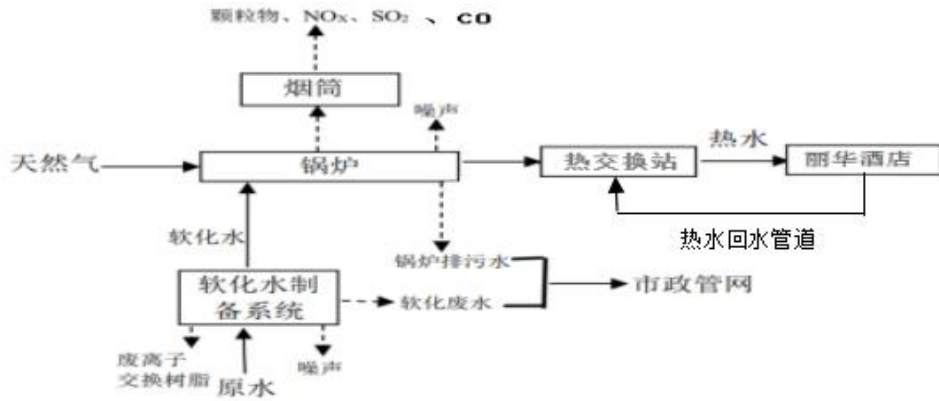 颗粒物、NOX、SO2 、CO
烟筒
噪声
天然气
锅炉
热交换站
热水
丽华酒店
热水回水管道
软化水
锅炉排污水
软化水制
备系统
软化废水
市政管网
废离子
交换树脂
原水
噪声